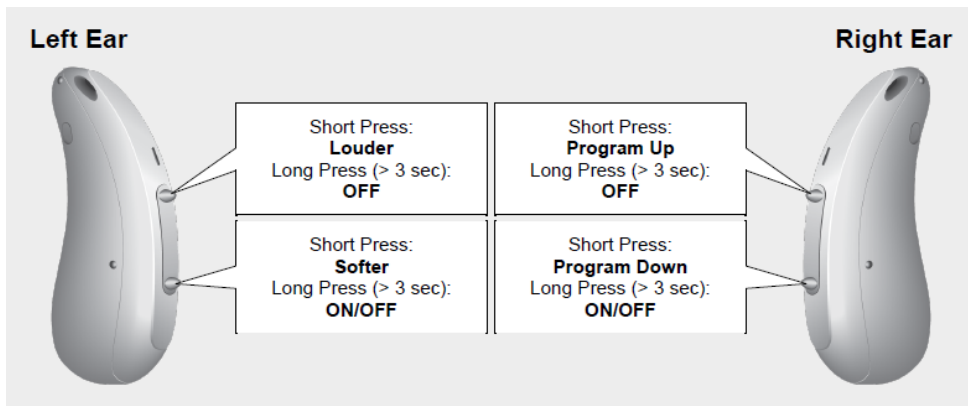 Left Ear
Right Ear
Short Press:
Louder
Long Press (> 3 sec):
OFF
Short Press:
Program Up
Long Press (> 3 sec):
OFF
Short Press:
Softer
Long Press (> 3 sec):
ON/OFF
Short Press:
Program Down
Long Press (> 3 sec):
ON/OFF